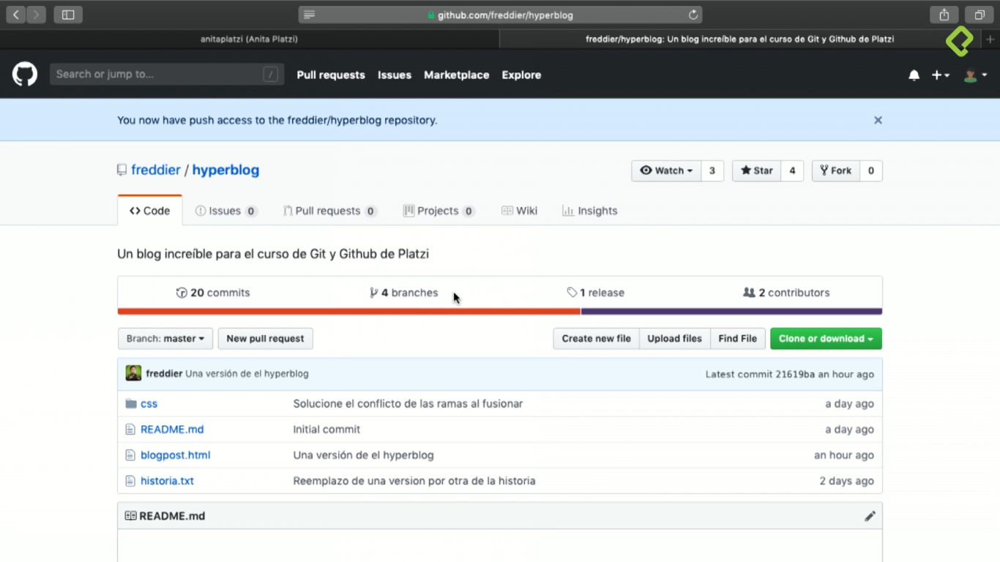 github.com/freddier/hyperblog
anitaplatzi (Anita Platzi)
freddier/hyperblog: Un blog increíble para el curso de Git y Github de Platzi
Search or jump to... /
Pull requests Issues Marketplace Explore
You now have push access to the freddier/hyperblog repository.
freddier / hyperblog
Watch 3 Star 4 Fork 0
Code Issues 0 Pull requests 0 Projects 0 Wiki Insights
Un blog increíble para el curso de Git y Github de Platzi
20 commits 4 branches 1 release 2 contributors
Branch: master New pull request Create new file Upload files Find File Clone or download
freddier Una versión de el hyperblog Latest commit 21619ba an hour ago
css Solucione el conflicto de las ramas al fusionar a day ago
README.md Initial commit a day ago
blogpost.html Una versión de el hyperblog an hour ago
historia.txt Reemplazo de una version por otra de la historia 2 days ago
README.md